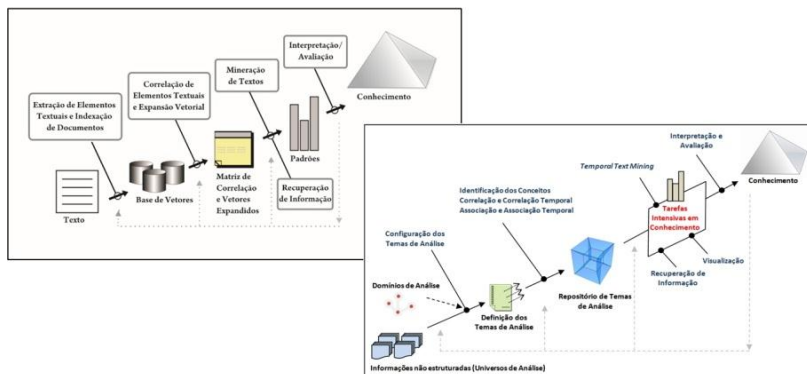 Interpretação/
Avaliação
Mineração
de Textos
Correlação de
Elementos Textuais
e Expansão Vetorial
Extração de Elementos
Textuais e Indexação
de Documentos
Conhecimento
Padrões
Matriz de
Correlação
e Vetores
Expandidos
Recuperação
de Informação
Base de Vetores
Texto
Interpretação e
Avaliação
Temporal Text Mining
Conhecimento
Identificação dos Conceitos
Correlação e Correlação Temporal
Associação e Associação Temporal
Tarefas
Intensivas em
Conhecimento
Configuração dos
Temas de Análise
Visualização
Recuperação de
Informação
Domínios de Análise
Repositório de Temas
de Análise
Definição dos
Temas de Análise
Informações não estruturadas (Universos de Análise)